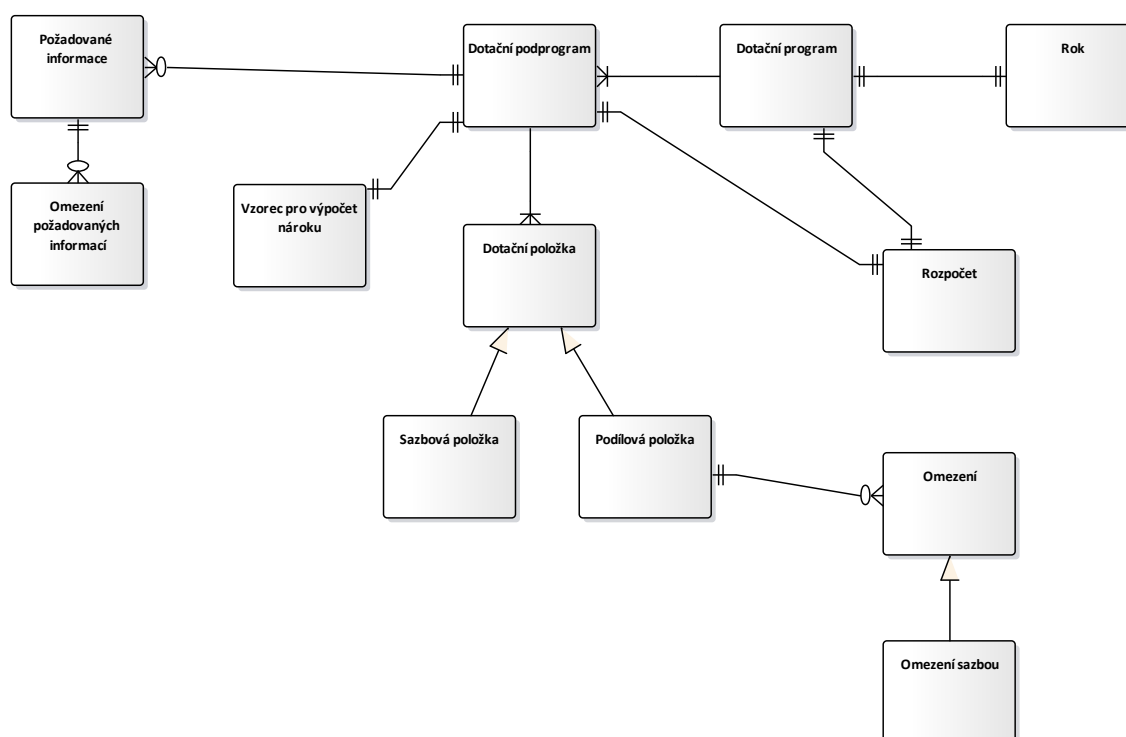 Požadované
informace
Dotační podprogram
Dotační program
Rok
Omezení
požadovaných
informací
Vzorec pro výpočet
nároku
Dotační položka
Rozpočet
Sazbová položka
Podílová položka
Omezení
Omezení sazbou